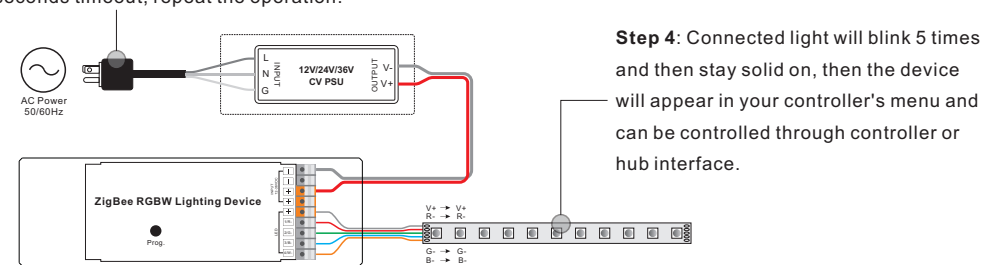 seconds timeout, repeat the operation.
Step 4: Connected light will blink 5 times
and then stay solid on, then the device
will appear in your controller's menu and
can be controlled through controller or
hub interface.
AC Power
50/60Hz
L
N
G
INPUT
12V/24V/36V
CV PSU
OUTPUT
V-
V+
ZigBee RGBW Lighting Device
Prog.
INPUT
LED
V+ → V+
R- → R-
G- → G-
B- → B-